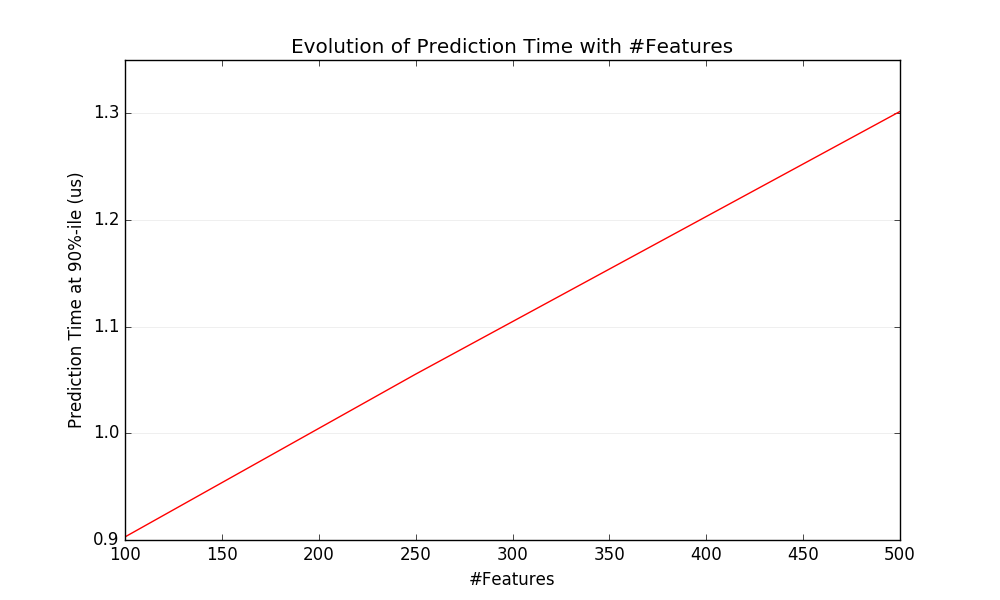 Evolution of Prediction Time with #Features
Prediction Time at 90%-ile (us)
1.3
1.2
1.1
1.0
0.9
100 150 200 250 300 350 400 450 500
#Features